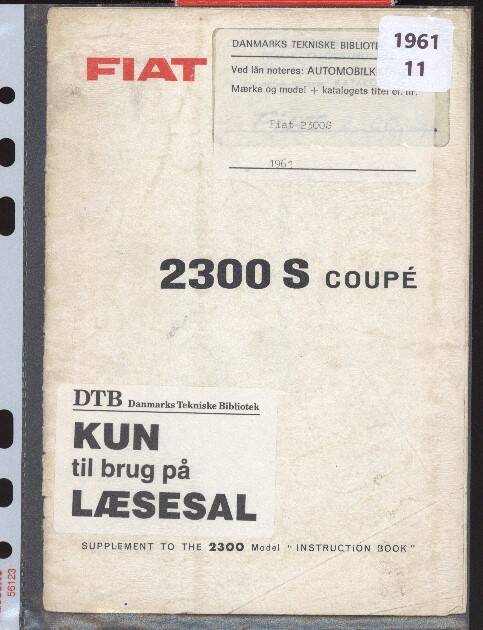 FIAT
DANMARKS TEKNISKE BIBLIOTE
Ved lån noteres: AUTOMOBILK
Mærke og model + katalogets titel el. nr.
Fiat 2300S
1961
1961
11
2300 S COUPÉ
DTB Danmarks Tekniske Bibliotek
KUN
til brug på
LÆSESAL
SUPPLEMENT TO THE 2300 Model " INSTRUCTION BOOK "
56123